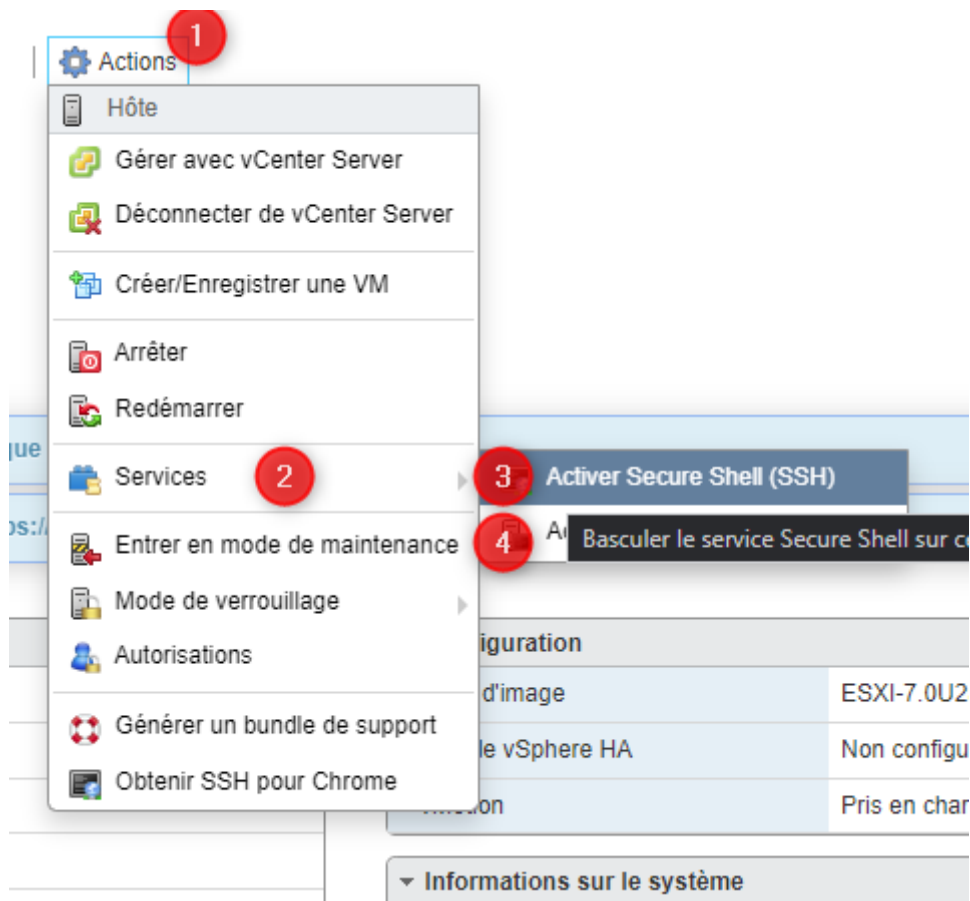 1
Actions
Hôte
Gérer avec vCenter Server
Déconnecter de vCenter Server
Créer/Enregistrer une VM
Arrêter
Redémarrer
Services 2
3 Activer Secure Shell (SSH)
4
Basculer le service Secure Shell sur
Entrer en mode de maintenance
Mode de verrouillage
Autorisations
Générer un bundle de support
Obtenir SSH pour Chrome
d'image ESXI-7.0U2
vSphere HA Non
Pris en
Informations sur le système